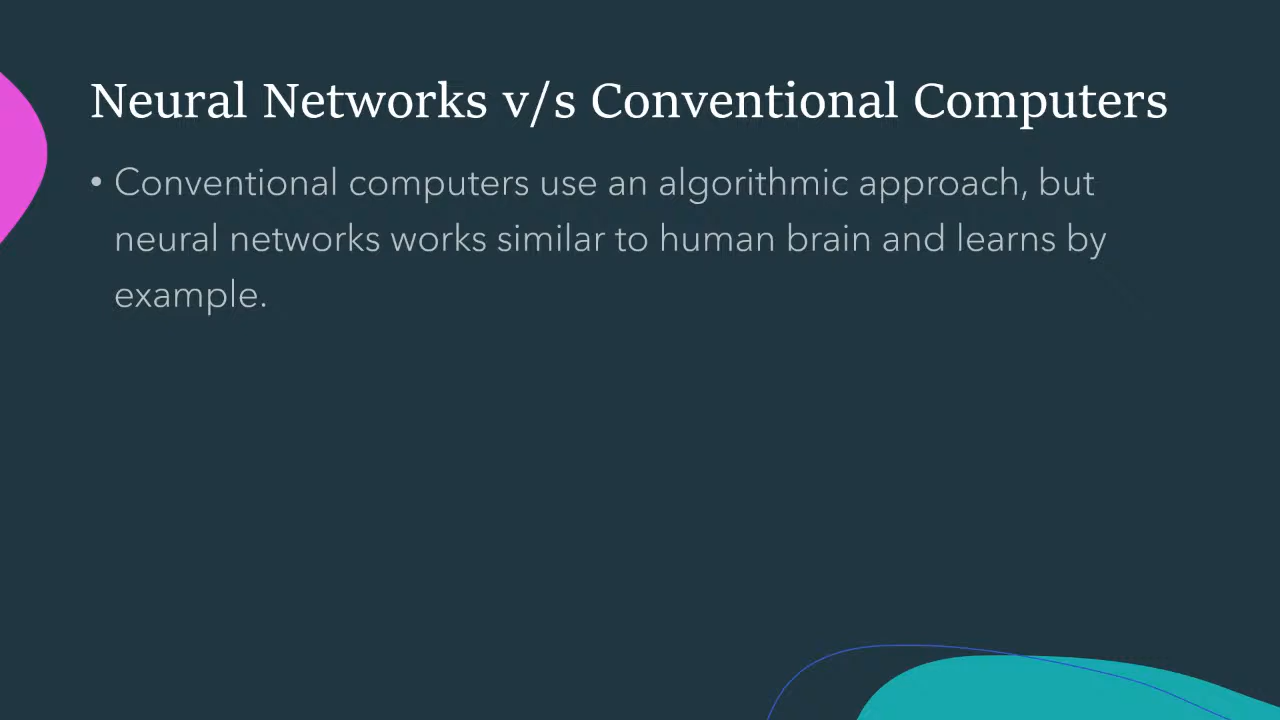 Neural Networks v/s Conventional Computers
• Conventional computers use an algorithmic approach, but
neural networks works similar to human brain and learns by
example.